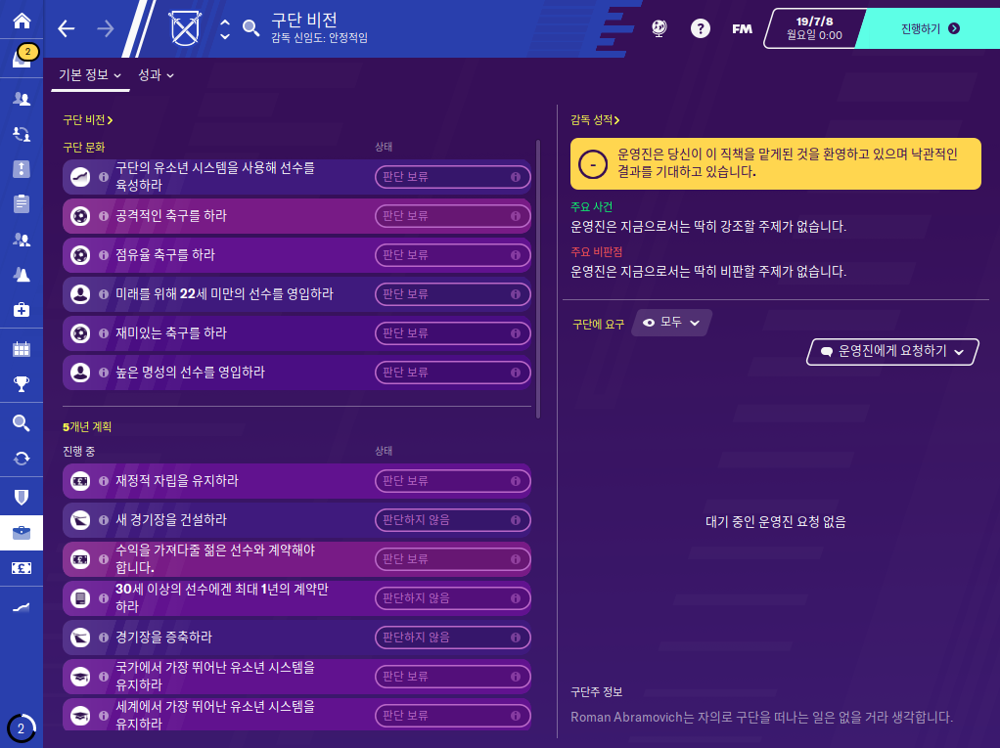 구단 비전
감독 신임도: 안정적임
FM
19/7/8
월요일 0:00
진행하기
2
기본 정보
성과
구단 비전
구단 문화
상태
구단의 유소년 시스템을 사용해 선수를
육성하라
판단 보류
공격적인 축구를 하라
판단 보류
점유율 축구를 하라
판단 보류
미래를 위해 22세 미만의 선수를 영입하라
판단 보류
재미있는 축구를 하라
판단 보류
높은 명성의 선수를 영입하라
판단 보류
5개년 계획
진행 중
상태
재정적 자립을 유지하라
판단 보류
새 경기장을 건설하라
판단하지 않음
수익을 가져다줄 젊은 선수와 계약해야
합니다.
판단 보류
30세 이상의 선수에겐 최대 1년의 계약만
하라
판단하지 않음
경기장을 증축하라
판단하지 않음
국가에서 가장 뛰어난 유소년 시스템을
유지하라
판단 보류
세계에서 가장 뛰어난 유소년 시스템을
유지하라
판단 보류
감독 성적
-
운영진은 당신이 이 직책을 맡게된 것을 환영하고 있으며 낙관적인
결과를 기대하고 있습니다.
주요 사건
운영진은 지금으로서는 딱히 강조할 주제가 없습니다.
주요 비판점
운영진은 지금으로서는 딱히 비판할 주제가 없습니다.
구단에 요구
모두
운영진에게 요청하기
대기 중인 운영진 요청 없음
구단주 정보
Roman Abramovich는 자의로 구단을 떠나는 일은 없을 거라 생각합니다.
2